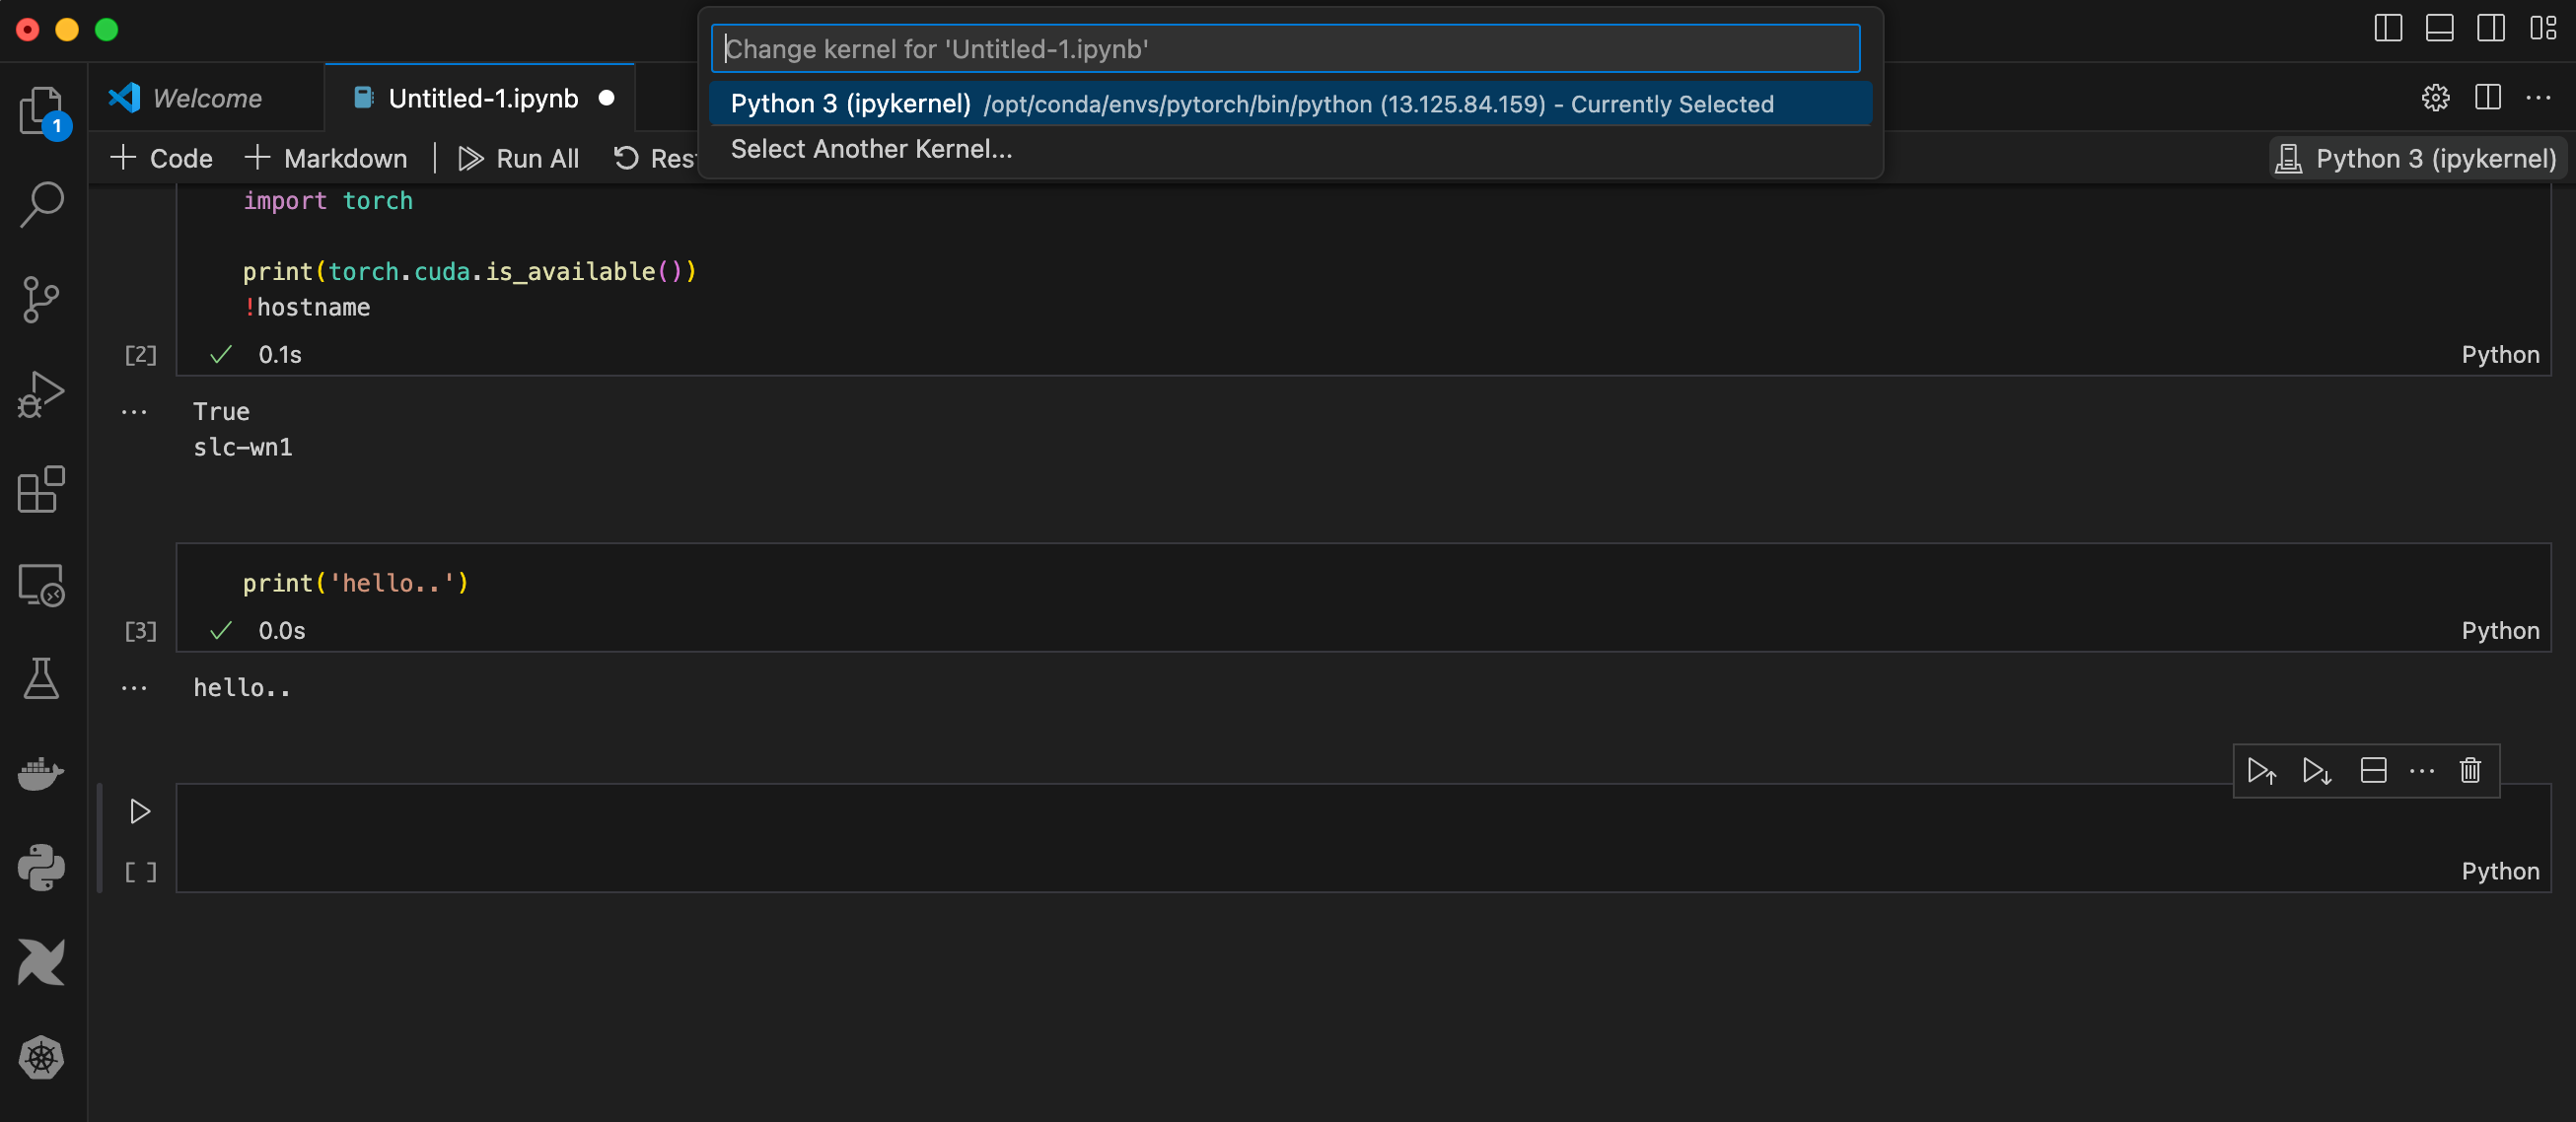 Change kernel for 'Untitled-1.ipynb'
Python 3 (ipykernel) /opt/conda/envs/pytorch/bin/python (13.125.84.159) - Currently Selected
Select Another Kernel...
1
Welcome
Untitled-1.ipynb
Code
Markdown
Run All
Rest
Python 3 (ipykernel)
import torch
print(torch.cuda.is_available())
!hostname
[2]
0.1s
Python
True
slc-wn1
print('hello..')
[3]
0.0s
Python
hello..
[ ]
Python